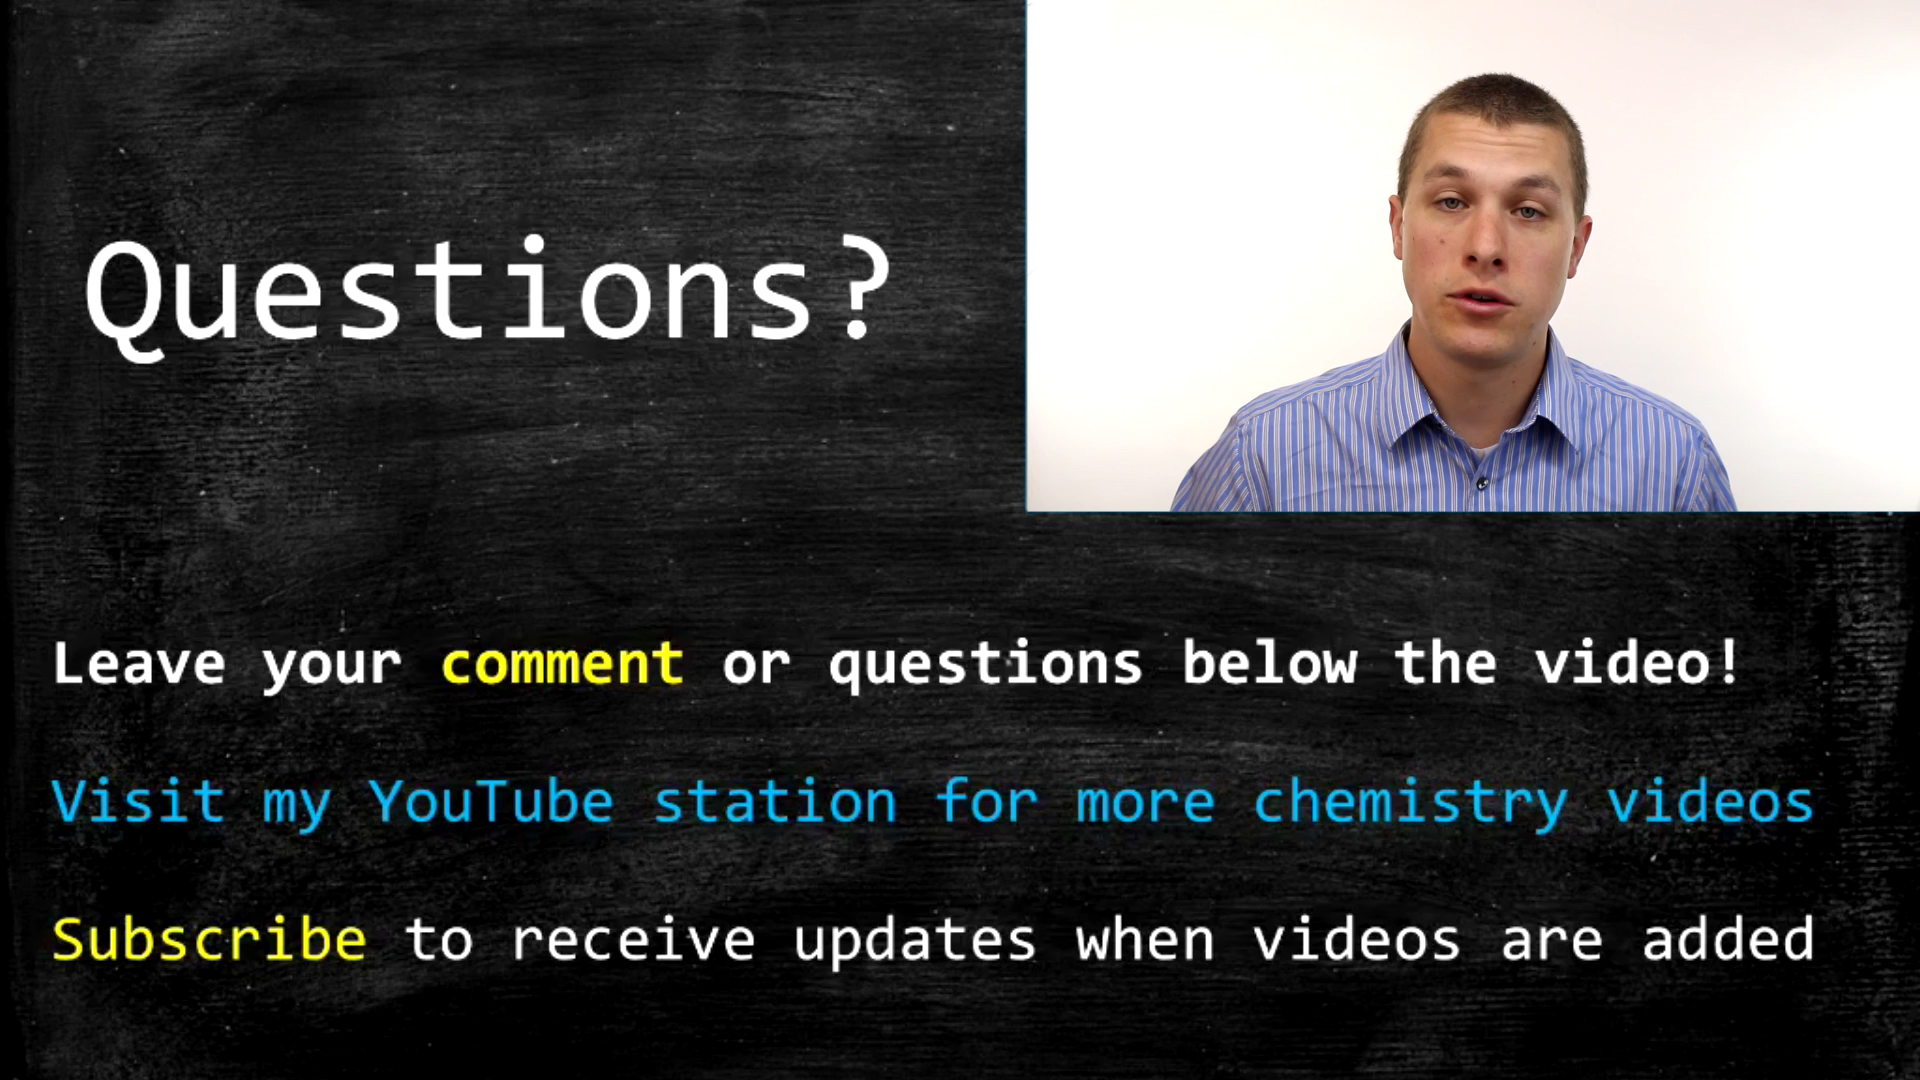 Questions?
Leave your comment or questions below the video!
Visit my YouTube station for more chemistry videos
Subscribe to receive updates when videos are added